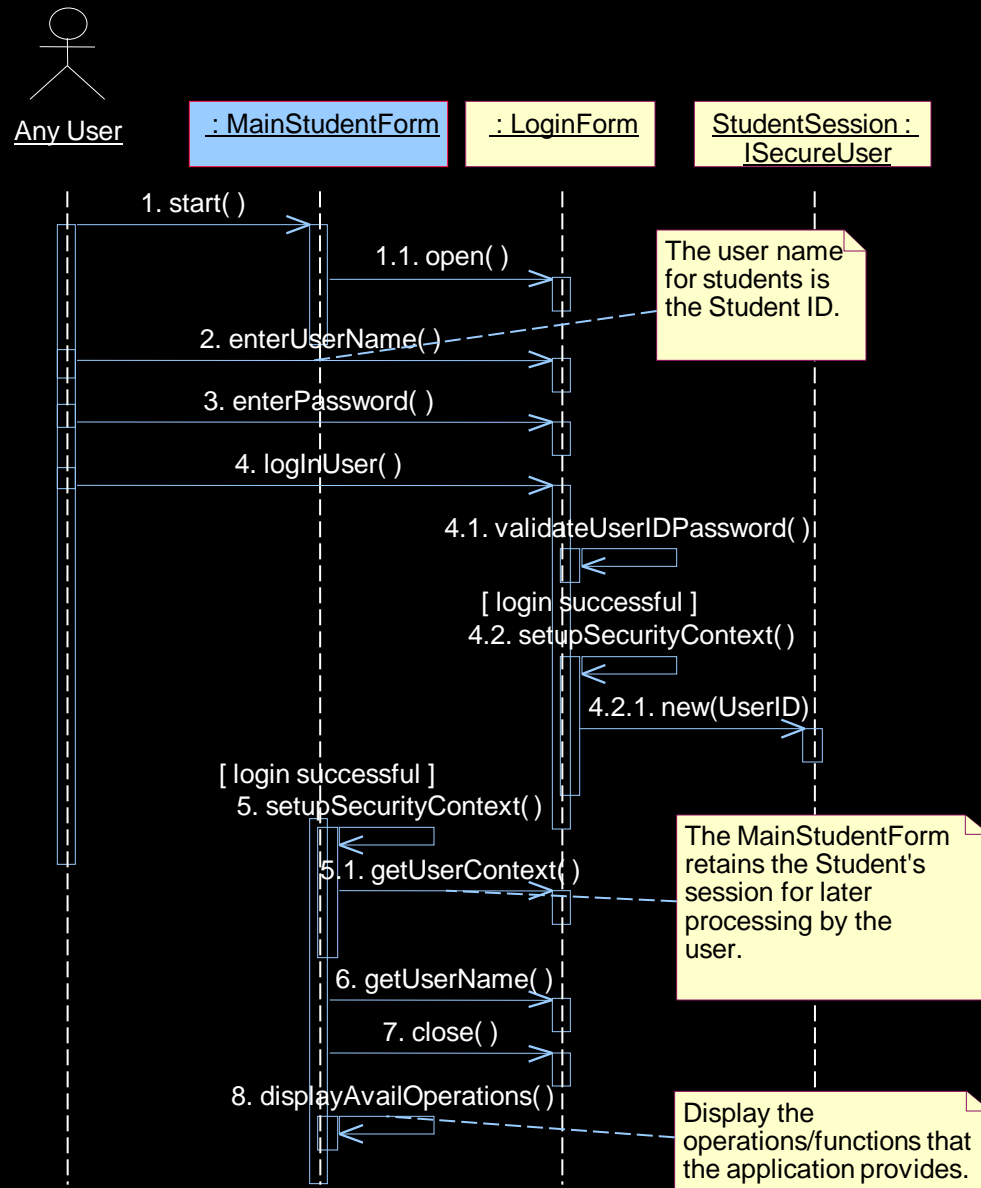 Any User
: MainStudentForm
: LoginForm
StudentSession :
ISecureUser
1. start( )
1.1. open( )
The user name
for students is
the Student ID.
2. enterUserName( )
3. enterPassword( )
4. logInUser( )
4.1. validateUserIDPassword( )
[ login successful ]
4.2. setupSecurityContext( )
4.2.1. new(UserID)
[ login successful ]
5. setupSecurityContext( )
The MainStudentForm
retains the Student's
session for later
processing by the
user.
5.1. getUserContext( )
6. getUserName( )
7. close( )
8. displayAvailOperations( )
Display the
operations/functions that
the application provides.